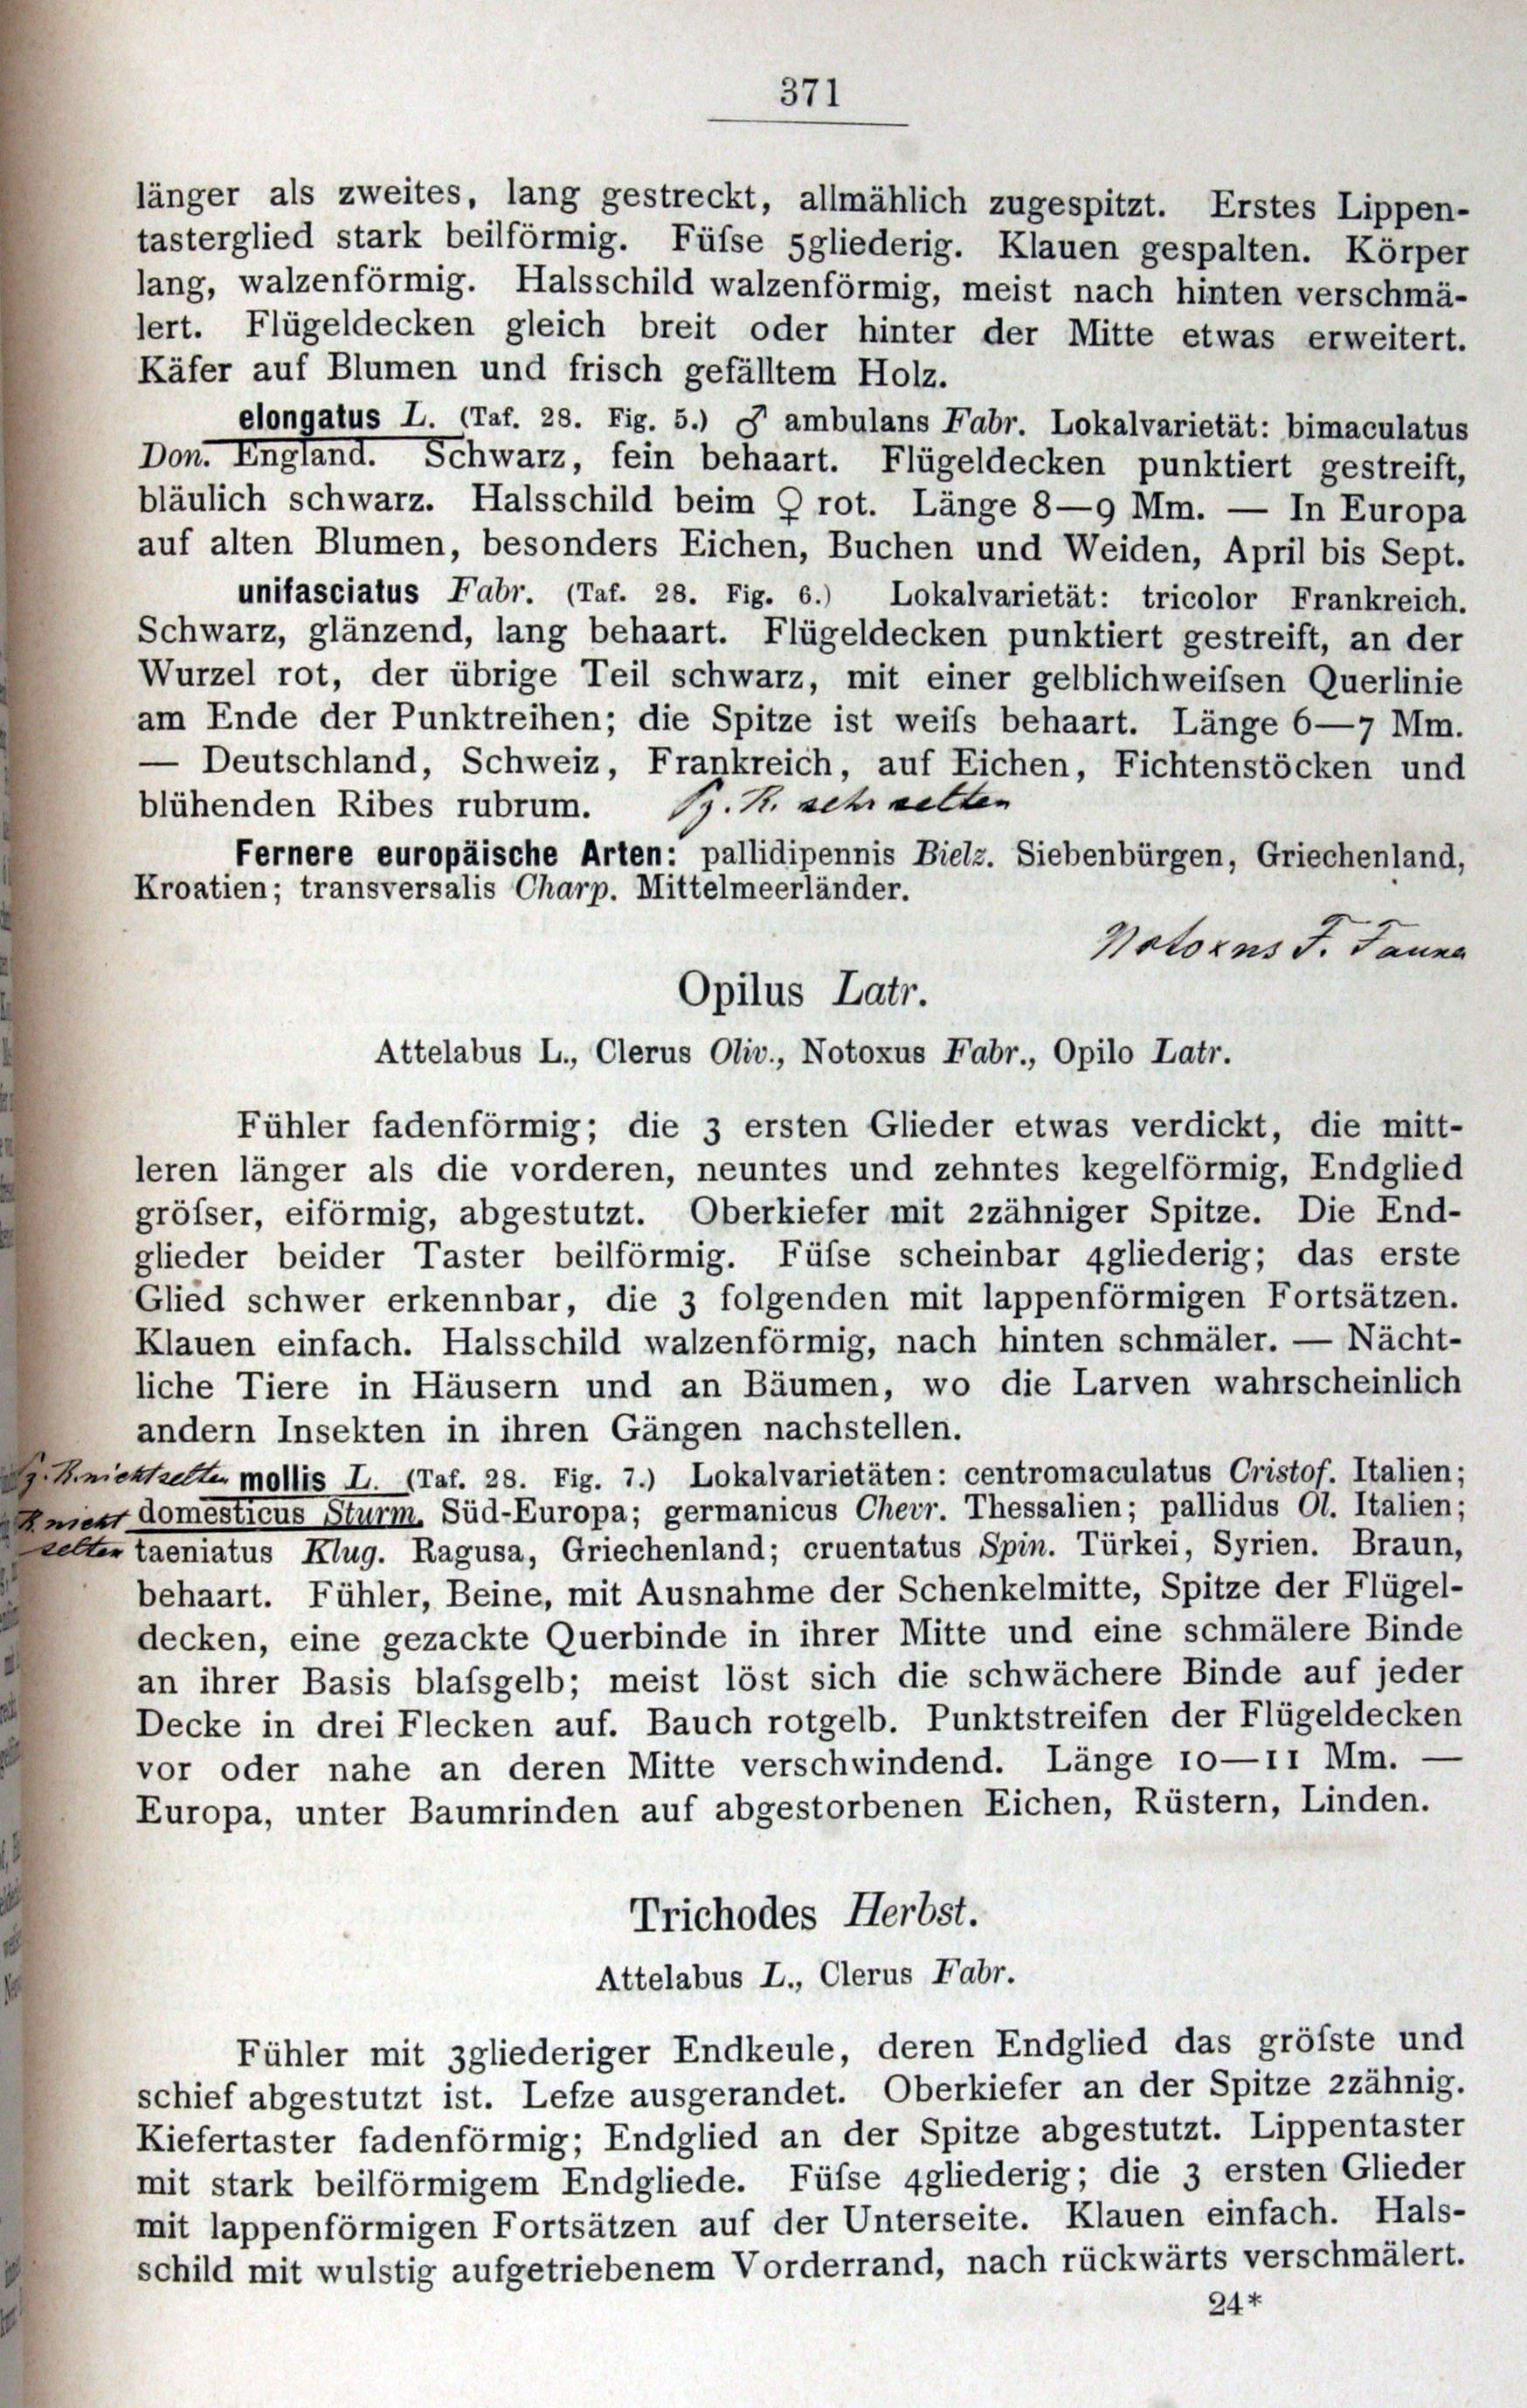 371
länger als zweites, lang gestreckt, allmählich zugespitzt. Erstes Lippen-
tasterglied stark beilförmig. Füſse 5gliederig. Klauen gespalten. Körper
lang, walzenförmig. Halsschild walzenförmig, meist nach hinten verschmä-
lert. Flügeldecken gleich breit oder hinter der Mitte etwas erweitert.
Käfer auf Blumen und frisch gefälltem Holz.
elongatus L. (Taf. 28. Fig. 5.) ♂ ambulans Fabr. Lokalvarietät: bimaculatus
Don. England. Schwarz, fein behaart. Flügeldecken punktiert gestreift,
bläulich schwarz. Halsschild beim ♀ rot. Länge 8—9 Mm. — In Europa
auf alten Blumen, besonders Eichen, Buchen und Weiden, April bis Sept.
unifasciatus Fabr. (Taf. 28. Fig. 6.) Lokalvarietät: tricolor Frankreich.
Schwarz, glänzend, lang behaart. Flügeldecken punktiert gestreift, an der
Wurzel rot, der übrige Teil schwarz, mit einer gelblichweiſsen Querlinie
am Ende der Punktreihen; die Spitze ist weiſs behaart. Länge 6—7 Mm.
— Deutschland, Schweiz, Frankreich, auf Eichen, Fichtenstöcken und
blühenden Ribes rubrum. R. sehr selten
Fernere europäische Arten: pallidipennis Bielz. Siebenbürgen, Griechenland,
Kroatien; transversalis Charp. Mittelmeerländer.
Notoxus F. Fauna
Opilus Latr.
Attelabus L., Clerus Oliv., Notoxus Fabr., Opilo Latr.
Fühler fadenförmig; die 3 ersten Glieder etwas verdickt, die mitt-
leren länger als die vorderen, neuntes und zehntes kegelförmig, Endglied
gröſser, eiförmig, abgestutzt. Oberkiefer mit 2zähniger Spitze. Die End-
glieder beider Taster beilförmig. Füſse scheinbar 4gliederig; das erste
Glied schwer erkennbar, die 3 folgenden mit lappenförmigen Fortsätzen.
Klauen einfach. Halsschild walzenförmig, nach hinten schmäler. — Nächt-
liche Tiere in Häusern und an Bäumen, wo die Larven wahrscheinlich
andern Insekten in ihren Gängen nachstellen.
R. nicht selten mollis L. (Taf. 28. Fig. 7.) Lokalvarietäten: centromaculatus Cristof. Italien;
R. nicht domesticus Sturm. Süd-Europa; germanicus Chevr. Thessalien; pallidus Ol. Italien;
selten taeniatus Klug. Ragusa, Griechenland; cruentatus Spin. Türkei, Syrien. Braun,
behaart. Fühler, Beine, mit Ausnahme der Schenkelmitte, Spitze der Flügel-
decken, eine gezackte Querbinde in ihrer Mitte und eine schmälere Binde
an ihrer Basis blaſsgelb; meist löst sich die schwächere Binde auf jeder
Decke in drei Flecken auf. Bauch rotgelb. Punktstreifen der Flügeldecken
vor oder nahe an deren Mitte verschwindend. Länge 10—11 Mm. —
Europa, unter Baumrinden auf abgestorbenen Eichen, Rüstern, Linden.
Trichodes Herbst.
Attelabus L., Clerus Fabr.
Fühler mit 3gliederiger Endkeule, deren Endglied das gröſste und
schief abgestutzt ist. Lefze ausgerandet. Oberkiefer an der Spitze 2zähnig.
Kiefertaster fadenförmig; Endglied an der Spitze abgestutzt. Lippentaster
mit stark beilförmigem Endgliede. Füſse 4gliederig; die 3 ersten Glieder
mit lappenförmigen Fortsätzen auf der Unterseite. Klauen einfach. Hals-
schild mit wulstig aufgetriebenem Vorderrand, nach rückwärts verschmälert.
24*